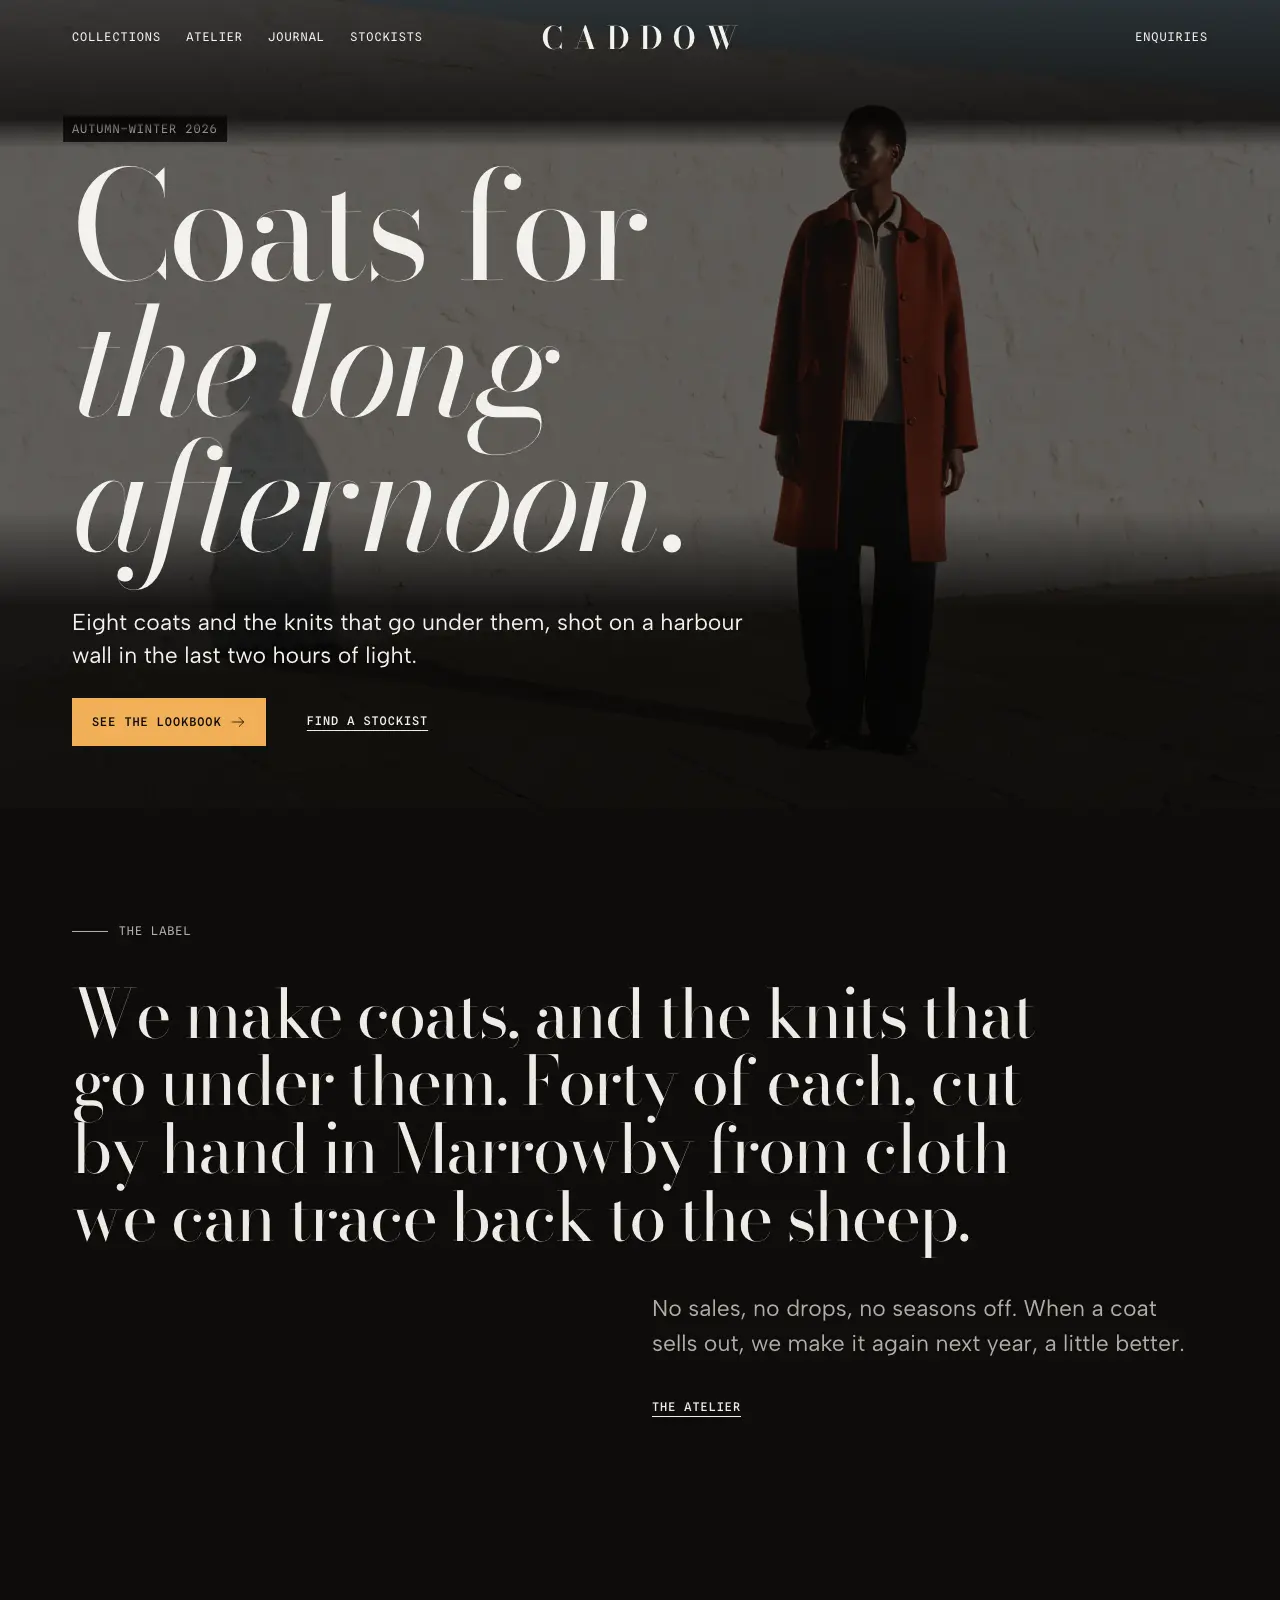 COLLECTIONS ATELIER JOURNAL STOCKISTS CADDOW ENQUIRIES
AUTUMN–WINTER 2026
Coats for
the long
afternoon.
Eight coats and the knits that go under them, shot on a harbour
wall in the last two hours of light.
SEE THE LOOKBOOK → FIND A STOCKIST
THE LABEL
We make coats, and the knits that
go under them. Forty of each, cut
by hand in Marrowby from cloth
we can trace back to the sheep.
No sales, no drops, no seasons off. When a coat
sells out, we make it again next year, a little better.
THE ATELIER